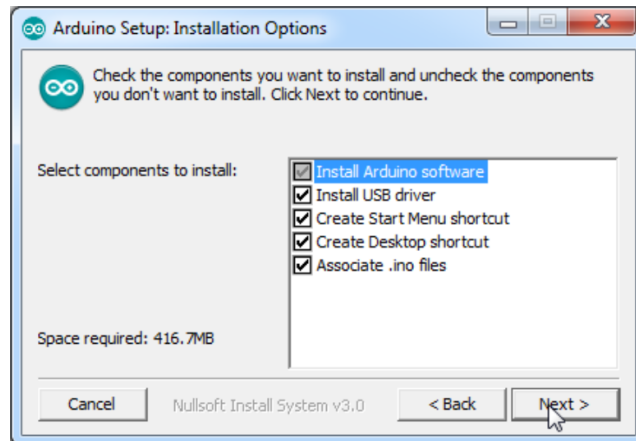 Arduino Setup: Installation Options
Check the components you want to install and uncheck the components
you don't want to install. Click Next to continue.
Select components to install:
Install Arduino software
Install USB driver
Create Start Menu shortcut
Create Desktop shortcut
Associate .ino files
Space required: 416.7MB
Cancel
Nullsoft Install System v3.0
< Back
Next >